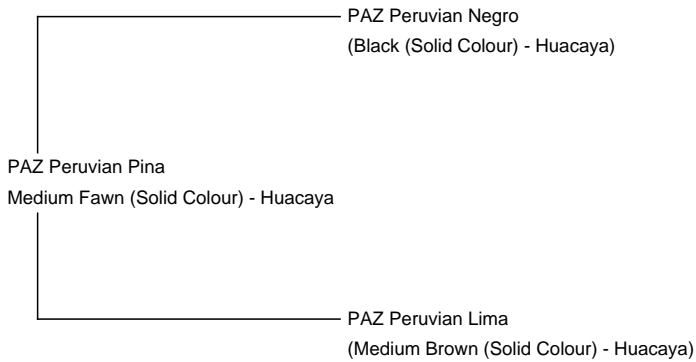 PAZ Peruvian Negro
(Black (Solid Colour) - Huacaya)
PAZ Peruvian Pina
Medium Fawn (Solid Colour) - Huacaya
PAZ Peruvian Lima
(Medium Brown (Solid Colour) - Huacaya)